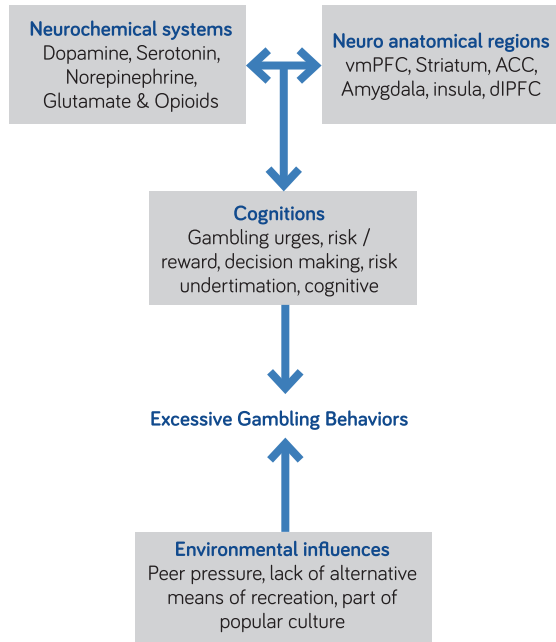 Neurochemical systems
Dopamine, Serotonin,
Norepinephrine,
Glutamate & Opioids
Neuro anatomical regions
vmPFC, Striatum, ACC,
Amygdala, insula, dlPFC
Cognitions
Gambling urges, risk /
reward, decision making, risk
undertimation, cognitive
Excessive Gambling Behaviors
Environmental influences
Peer pressure, lack of alternative
means of recreation, part of
popular culture